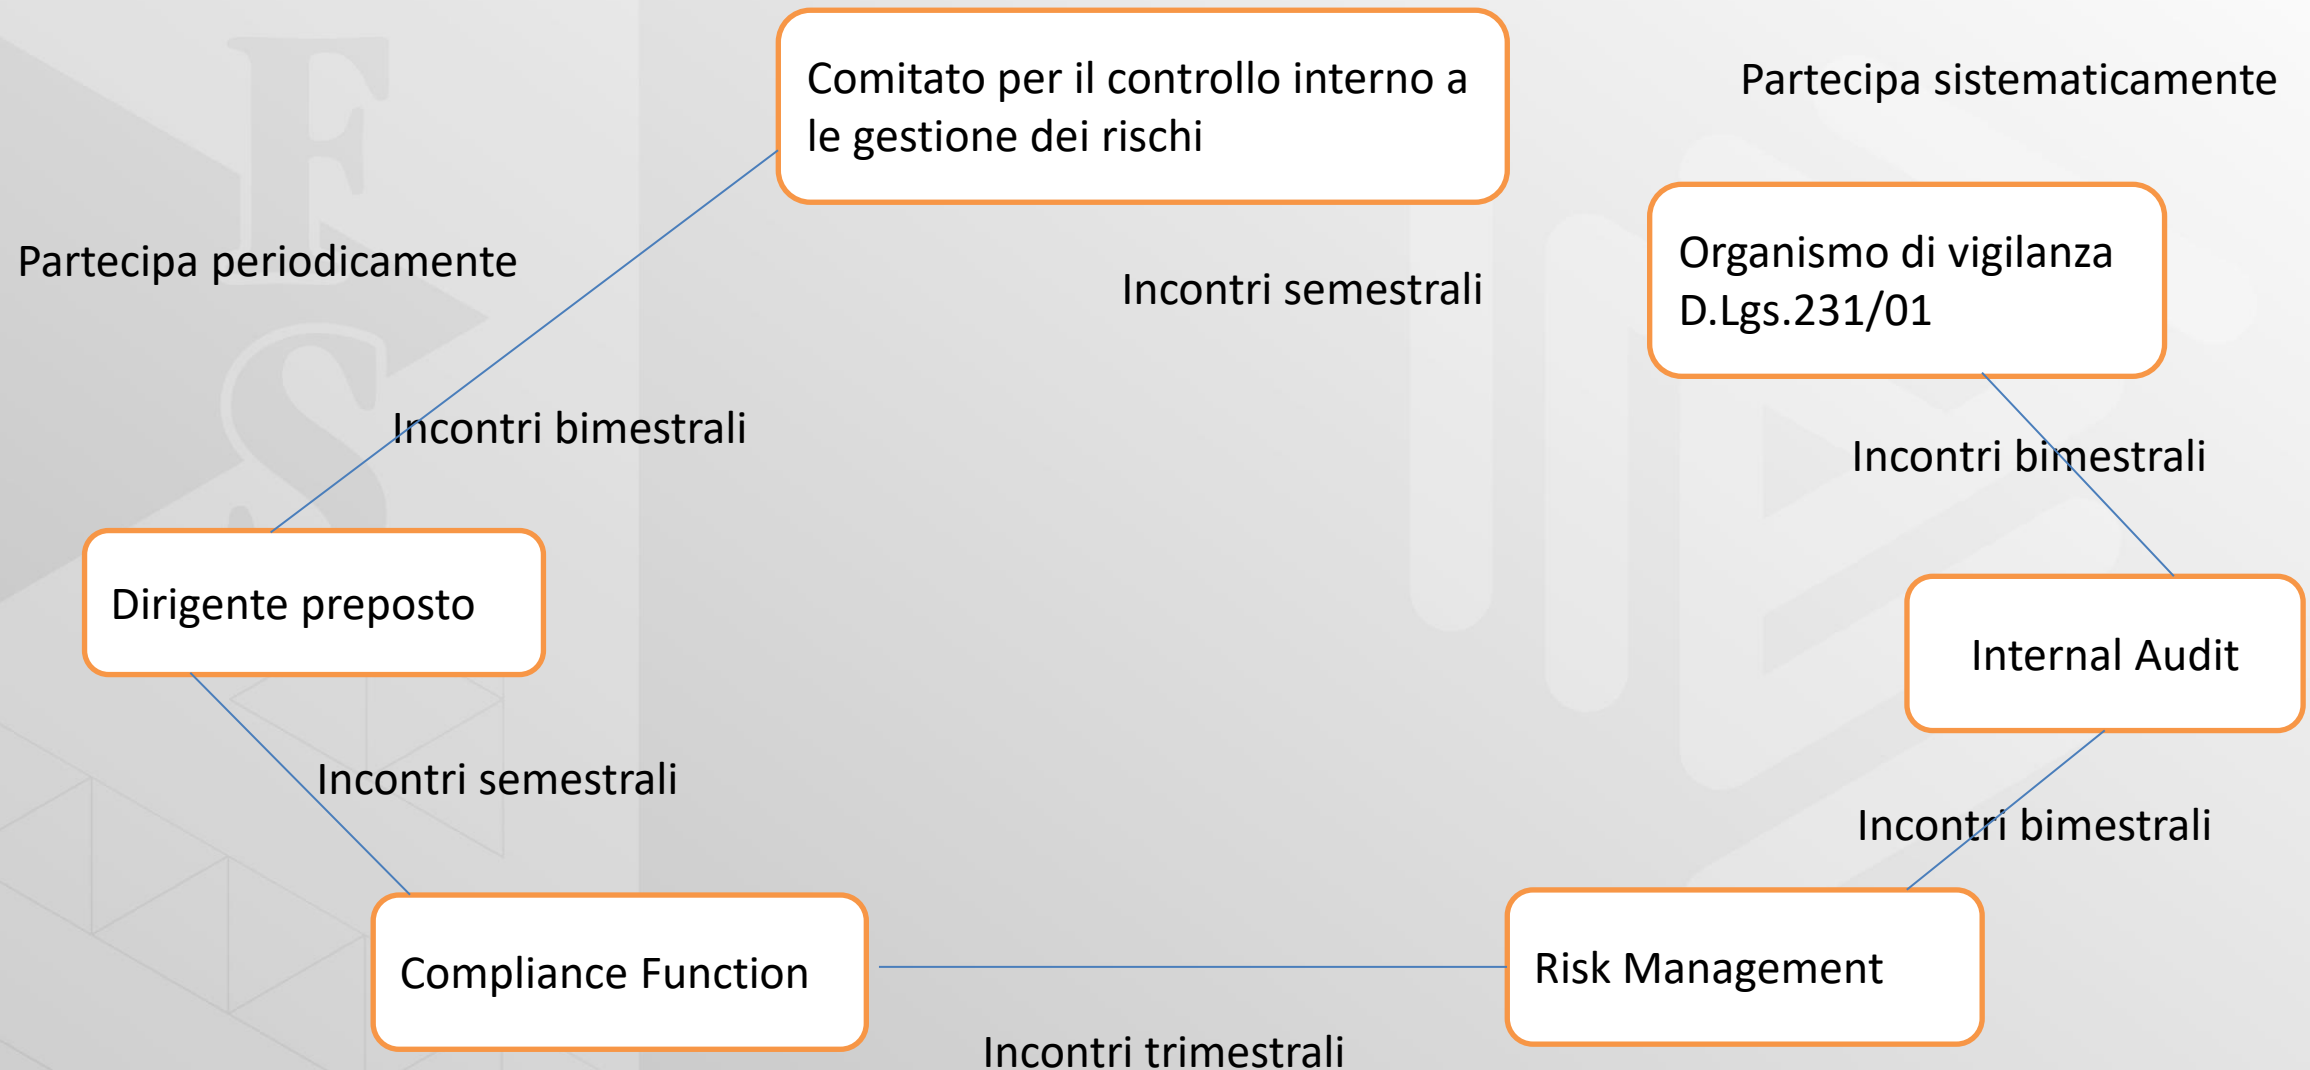 Comitato per il controllo interno a
le gestione dei rischi
Partecipa sistematicamente
Partecipa periodicamente
Incontri semestrali
Organismo di vigilanza
D.Lgs.231/01
Incontri bimestrali
Incontri bimestrali
Dirigente preposto
Internal Audit
Incontri semestrali
Incontri bimestrali
Compliance Function
Risk Management
Incontri trimestrali
F
S